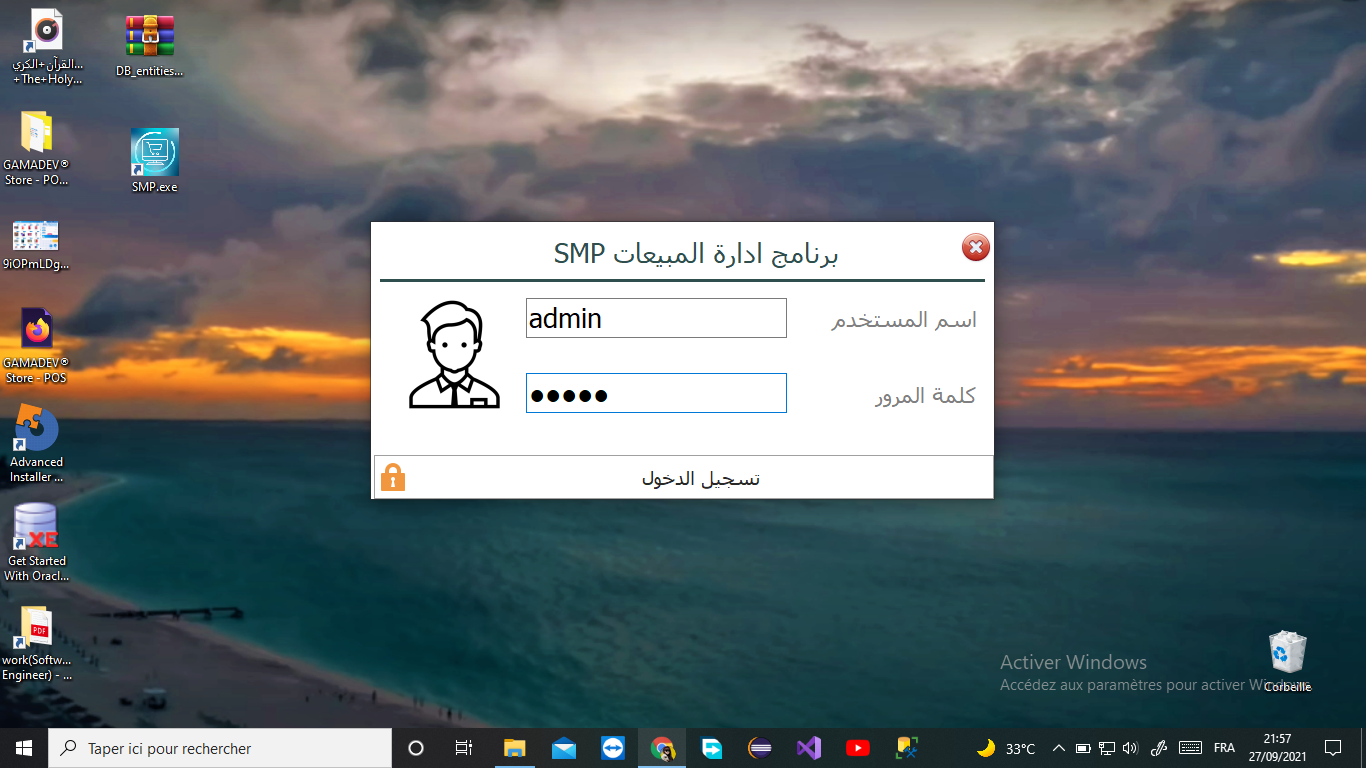 القرآن+الكري...
+The+Holy...
DB_entities...
GAMADEV®
Store - PO...
SMP.exe
9iOPmLDg...
GAMADEV®
Store - POS
Advanced
Installer ...
XE
Get Started
With Oracl...
PDF
work(Softw...
Engineer) - ...
برنامج ادارة المبيعات SMP
اسم المستخدم
admin
كلمة المرور
●●●●●
تسجيل الدخول
Activer Windows
Accédez aux paramètres pour activer Windows.
Corbeille
Taper ici pour rechercher
33°C
FRA
21:57
27/09/2021